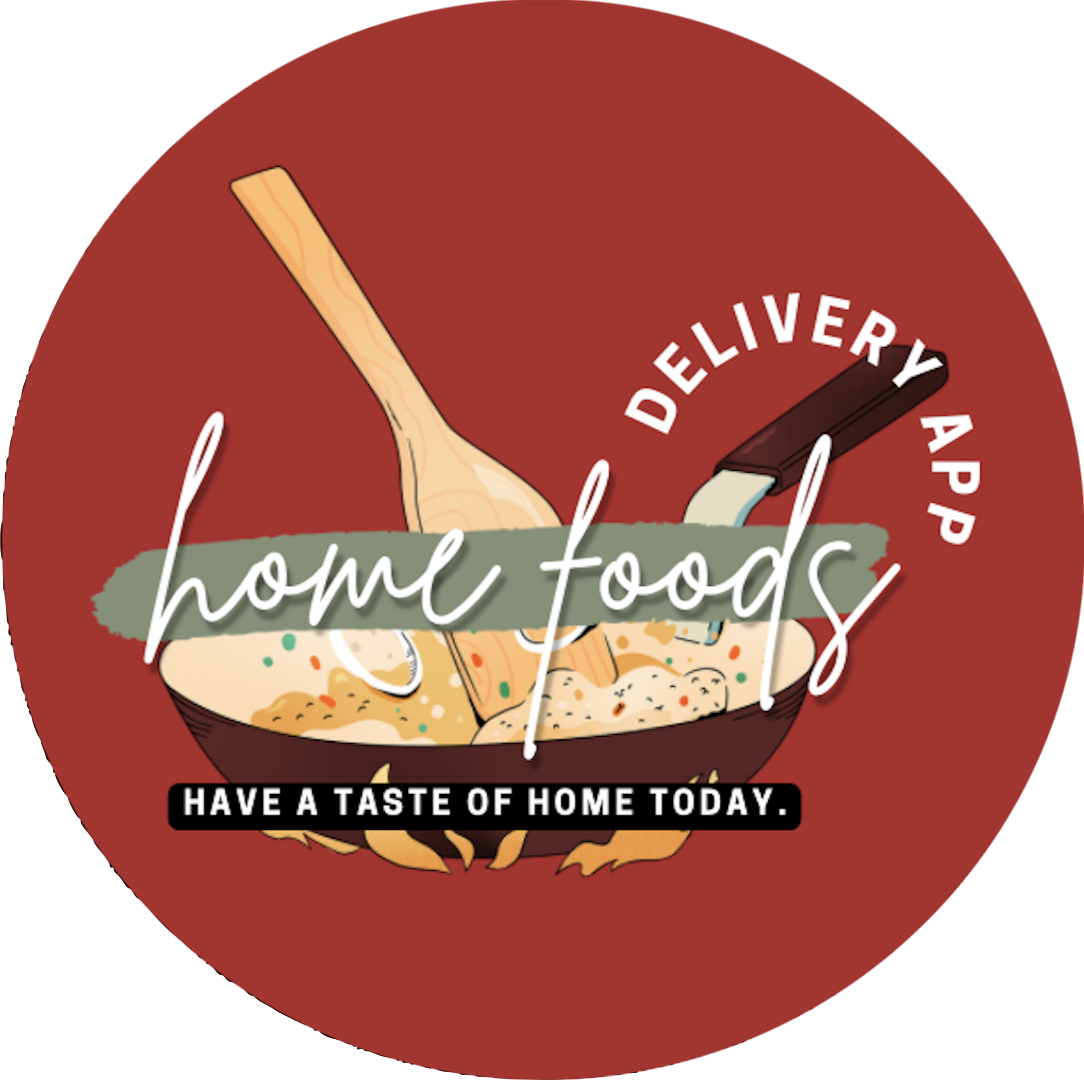 DELIVERY APP
home foods
HAVE A TASTE OF HOME TODAY.